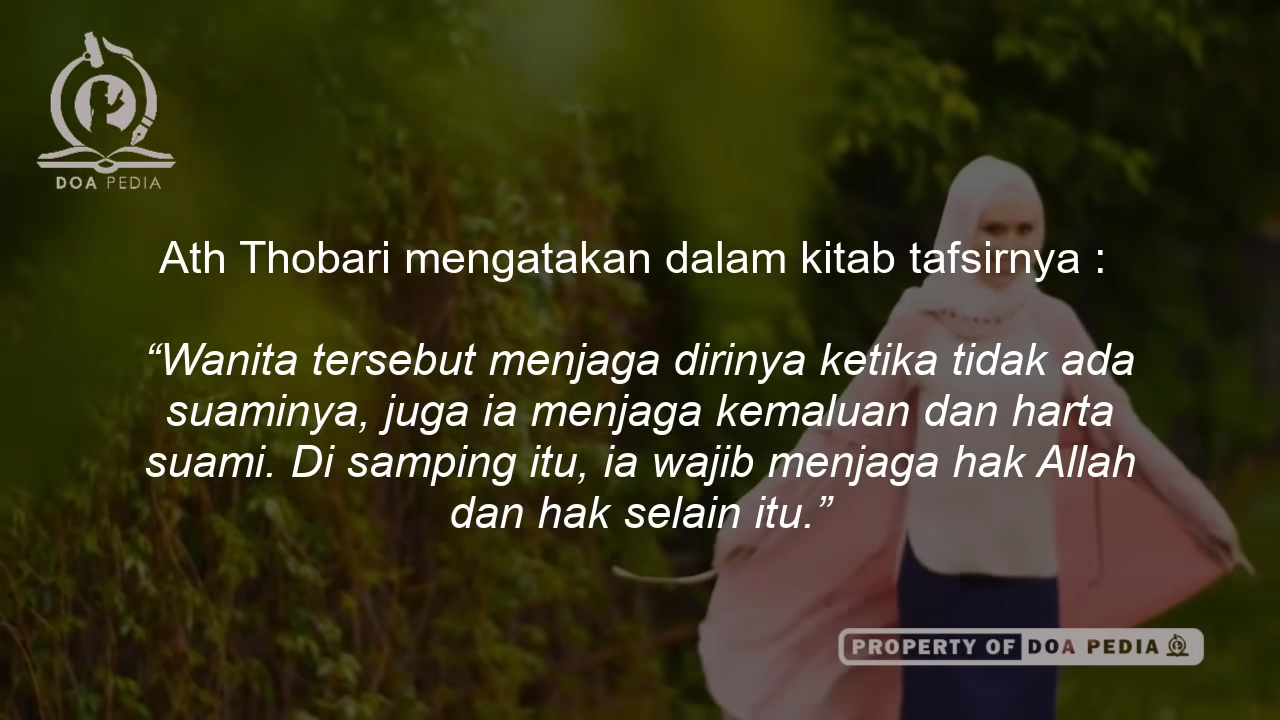 DOA PEDIA
Ath Thobari mengatakan dalam kitab tafsirnya :
“Wanita tersebut menjaga dirinya ketika tidak ada
suaminya, juga ia menjaga kemaluan dan harta
suami. Di samping itu, ia wajib menjaga hak Allah
dan hak selain itu.”
PROPERTY OF DOA PEDIA